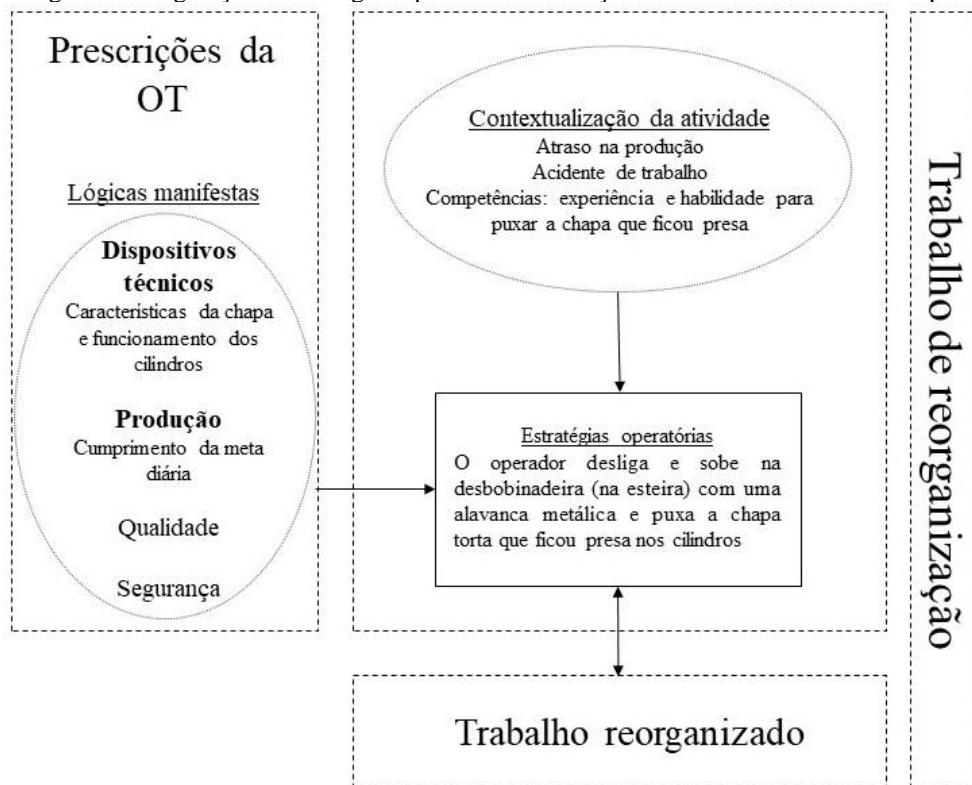 Prescrições da
OT
Lógicas manifestas
Dispositivos
técnicos
Características da chapa
e funcionamento dos
cilindros
Produção
Cumprimento da meta
diária
Qualidade
Segurança
Contextualização da atividade
Atraso na produção
Acidente de trabalho
Competências: experiência e habilidade para
puxar a chapa que ficou presa
Estratégias operatórias
O operador desliga e sobe na
desbobinadeira (na esteira) com uma
alavanca metálica e puxa a chapa
torta que ficou presa nos cilindros
Trabalho reorganizado
Trabalho de reorganização